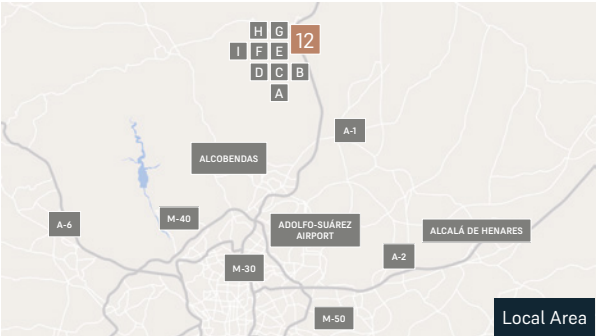 H G
12
I F E
D C B
A
A-1
ALCOBENDAS
A-6
M-40
ADOLFO-SUÁREZ
AIRPORT
ALCALÁ DE HENARES
A-2
M-30
M-50
Local Area